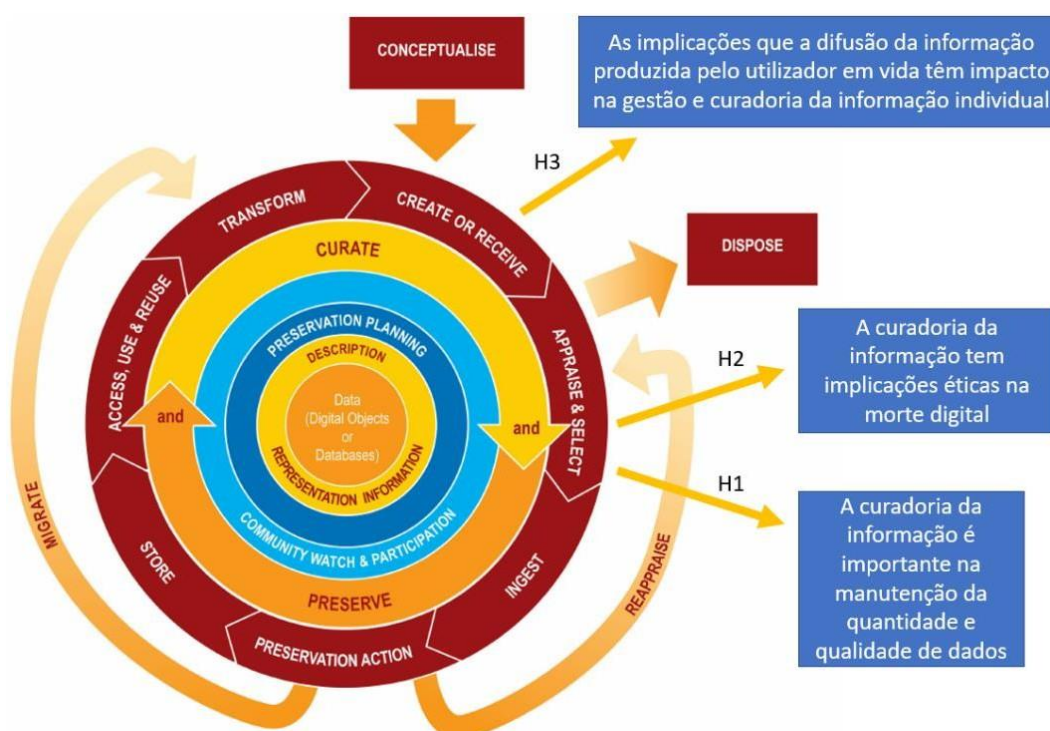 CONCEPTUALISE
As implicações que a difusão da informação
produzida pelo utilizador em vida têm impacto
na gestão e curadoria da informação individual
H3
TRANSFORM
CREATE OR RECEIVE
DISPOSE
CURATE
ACCESS, USE & REUSE
PRESERVATION PLANNING
DESCRIPTION
APPRAISE & SELECT
H2
A curadoria da
informação tem
implicações éticas na
morte digital
Data
(Digital Objects
or
Databases)
and
and
REPRESENTATION INFORMATION
H1
A curadoria da
informação é
importante na
manutenção da
quantidade e
qualidade de dados
COMMUNITY WATCH & PARTICIPATION
MIGRATE
STORE
INGEST
REAPPRAISE
PRESERVE
PRESERVATION ACTION